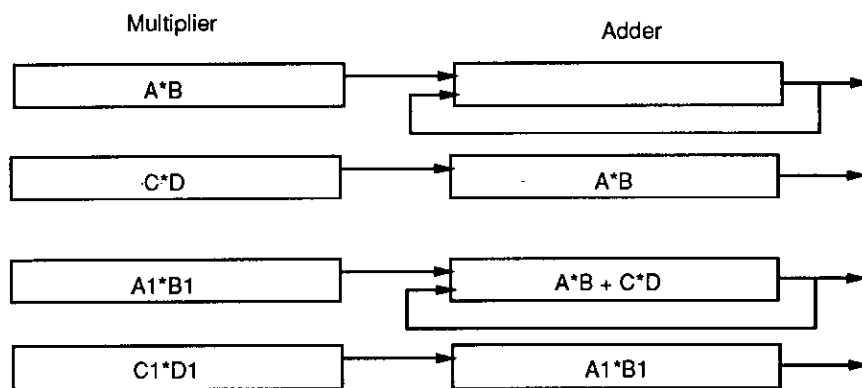 Multiplier Adder
A*B
C*D A*B
A1*B1 A*B + C*D
C1*D1 A1*B1